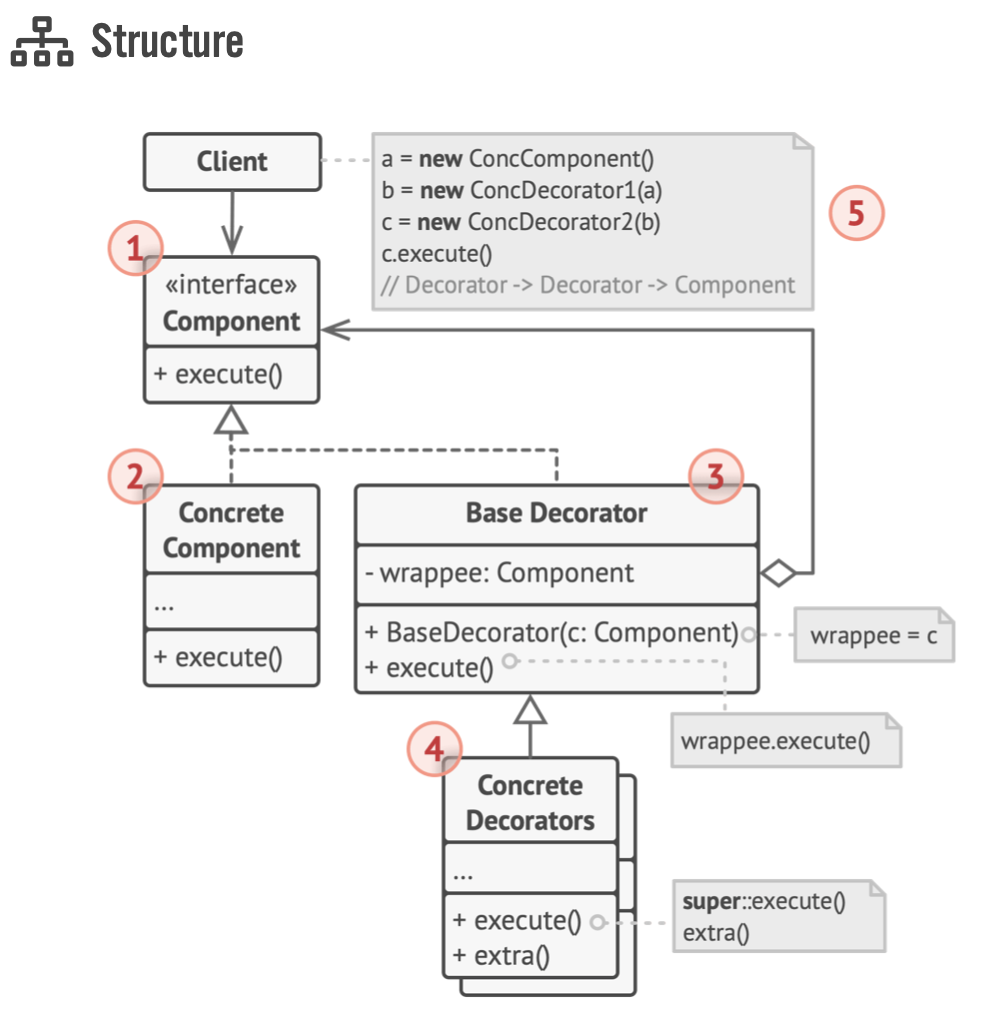 Structure
Client
a = new ConcComponent()
b = new ConcDecorator1(a)
c = new ConcDecorator2(b)
c.execute()
// Decorator -> Decorator -> Component
5
1
«interface»
Component
+ execute()
2
Concrete
Component
...
+ execute()
3
Base Decorator
- wrappee: Component
+ BaseDecorator(c: Component)
+ execute()
wrappee = c
wrappee.execute()
4
Concrete
Decorators
...
+ execute()
+ extra()
super::execute()
extra()